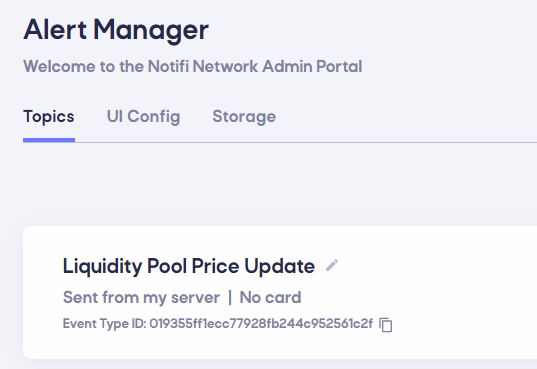 Alert Manager
Welcome to the Notifi Network Admin Portal
Topics UI Config Storage
Liquidity Pool Price Update
Sent from my server | No card
Event Type ID: 019355ff1ecc77928fb244c952561c2f